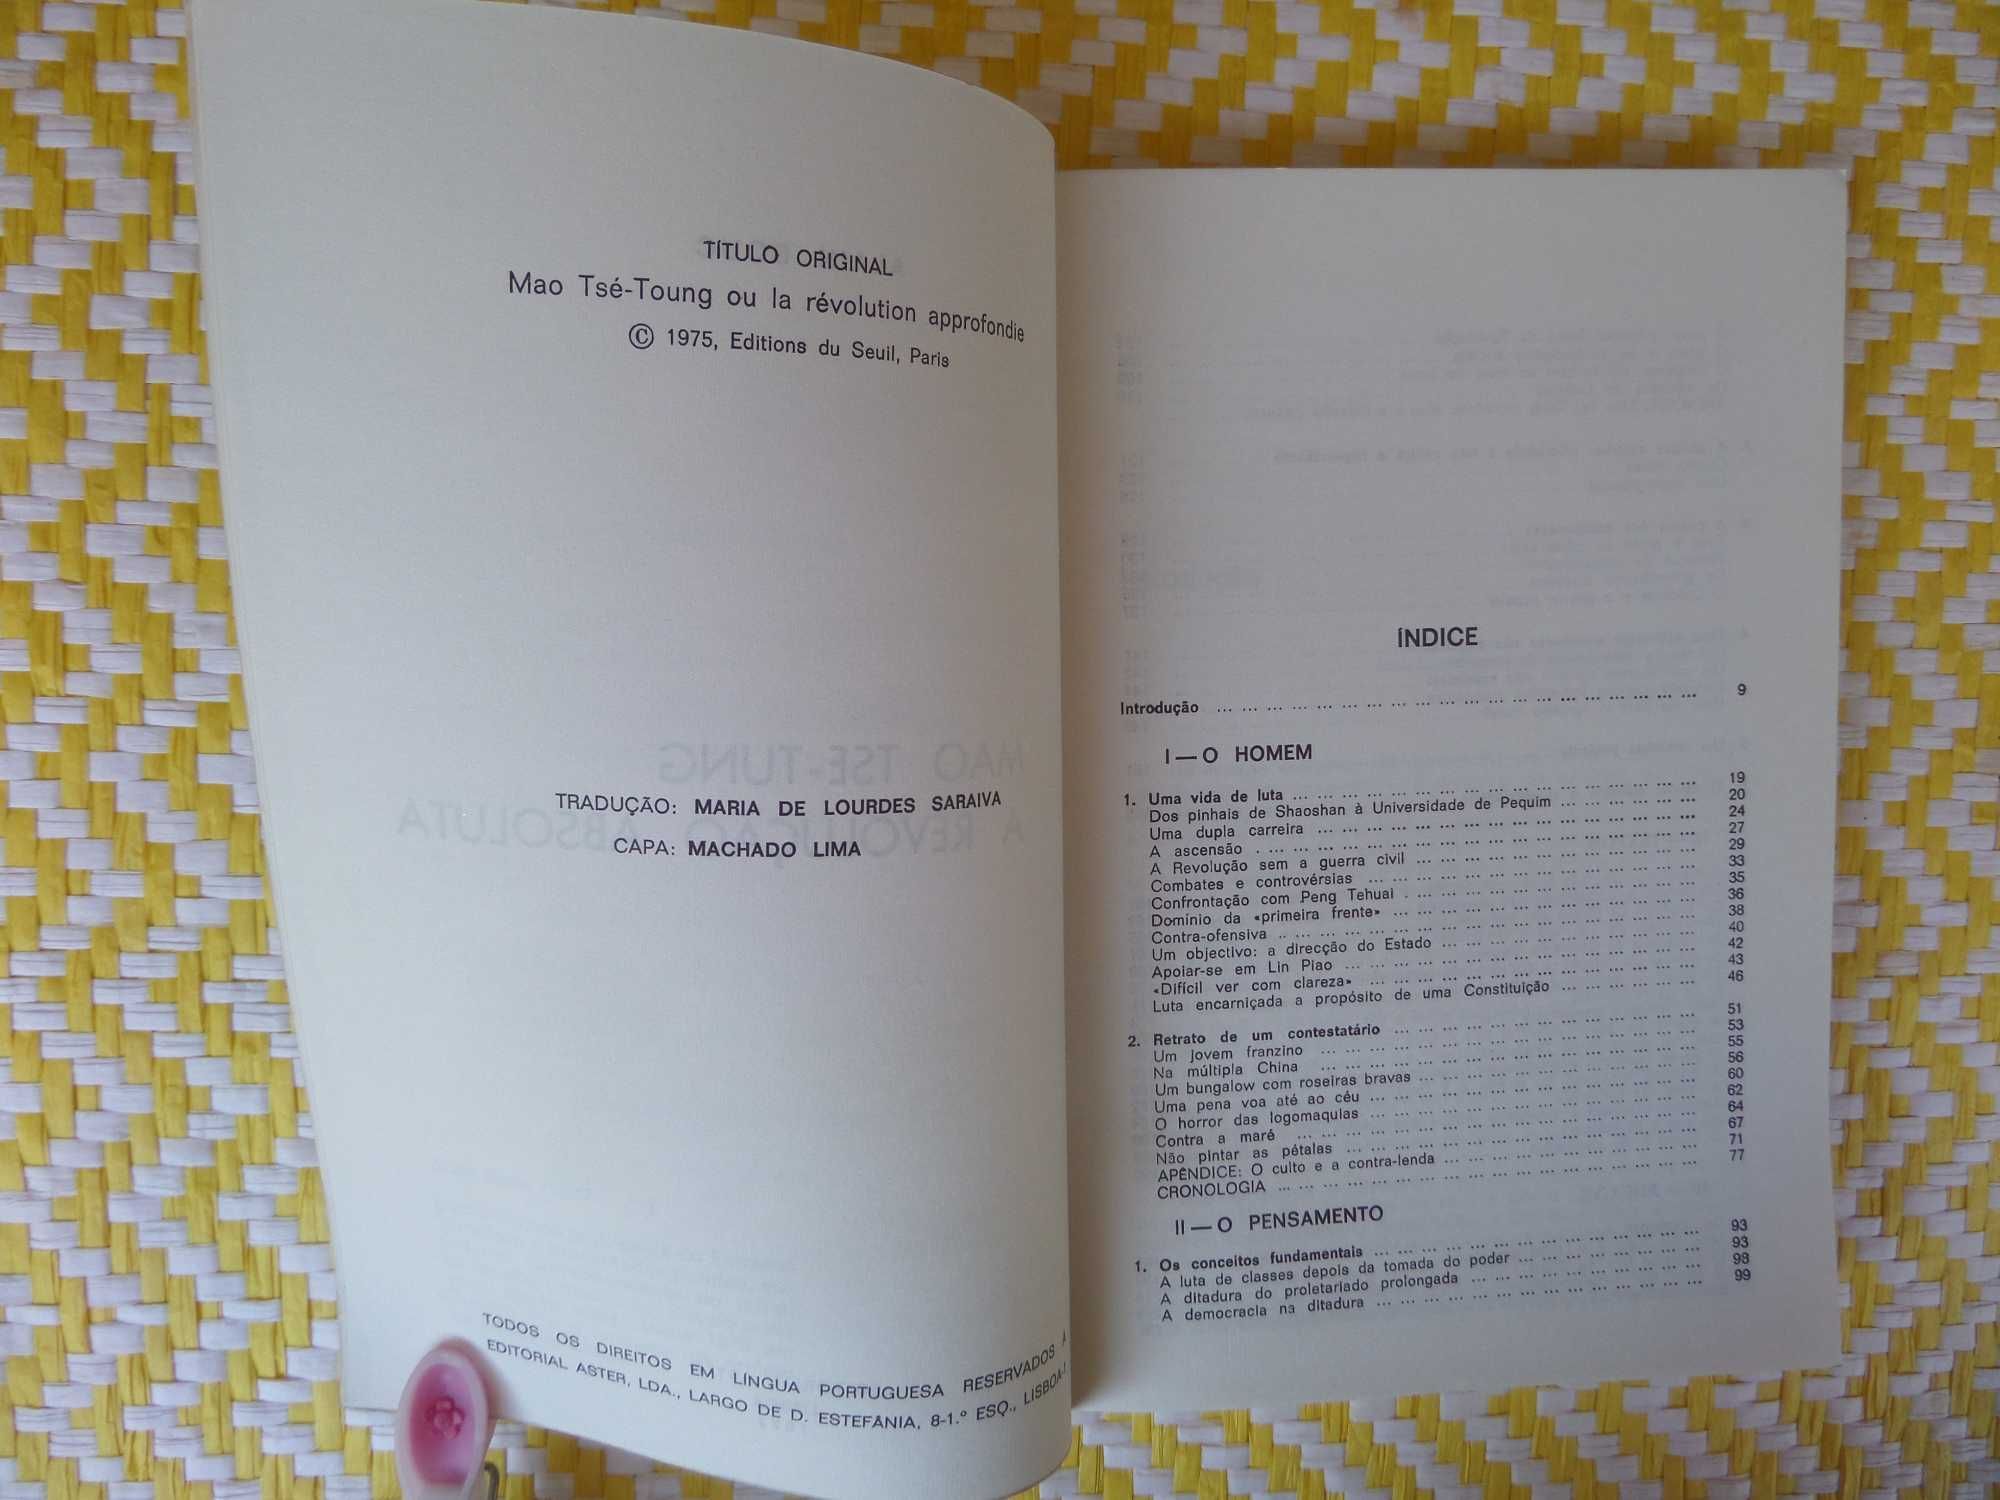 TÍTULO ORIGINAL
Mao Tsé-Toung ou la révolution approfondie
© 1975, Editions du Seuil, Paris
TRADUÇÃO: MARIA DE LOURDES SARAIVA
CAPA: MACHADO LIMA
TODOS OS DIREITOS EM LÍNGUA PORTUGUESA RESERVADOS À
EDITORIAL ASTER, LDA., LARGO DE D. ESTEFÂNIA, 8-1.º ESQ., LISBOA-1
ÍNDICE
Introdução ... 9
I — O HOMEM
1. Uma vida de luta ... 19
Dos pinhais de Shaoshan à Universidade de Pequim ... 20
Uma dupla carreira ... 24
A ascensão ... 27
A Revolução sem a guerra civil ... 29
Combates e controvérsias ... 33
Confrontação com Peng Tehuai ... 35
Domínio da «primeira frente» ... 36
Contra-ofensiva ... 38
Um objectivo: a direcção do Estado ... 40
Apoiar-se em Lin Piao ... 42
«Difícil ver com clareza» ... 43
Luta encarniçada a propósito de uma Constituição ... 46
2. Retrato de um contestatário ... 51
Um jovem franzino ... 53
Na múltipla China ... 55
Um bungalow com roseiras bravas ... 56
Uma pena voa até ao céu ... 60
O horror das logomaquias ... 62
Contra a maré ... 64
Não pintar as pétalas ... 67
APÊNDICE: O culto e a contra-lenda ... 71
CRONOLOGIA ... 77
II — O PENSAMENTO
1. Os conceitos fundamentais ... 93
A luta de classes depois da tomada do poder ... 93
A ditadura do proletariado prolongada ... 98
A democracia na ditadura ... 99